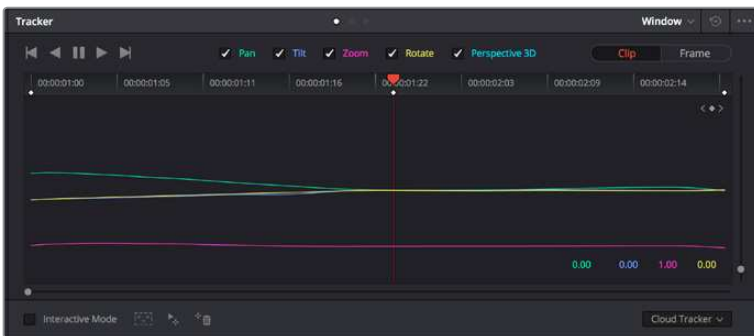 Tracker Window
Pan Tilt Zoom Rotate Perspective 3D Clip Frame
00:00:01:00 00:00:01:05 00:00:01:11 00:00:01:16 00:00:01:22 00:00:02:03 00:00:02:09 00:00:02:14
0.00 0.00 1.00 0.00
Interactive Mode Cloud Tracker